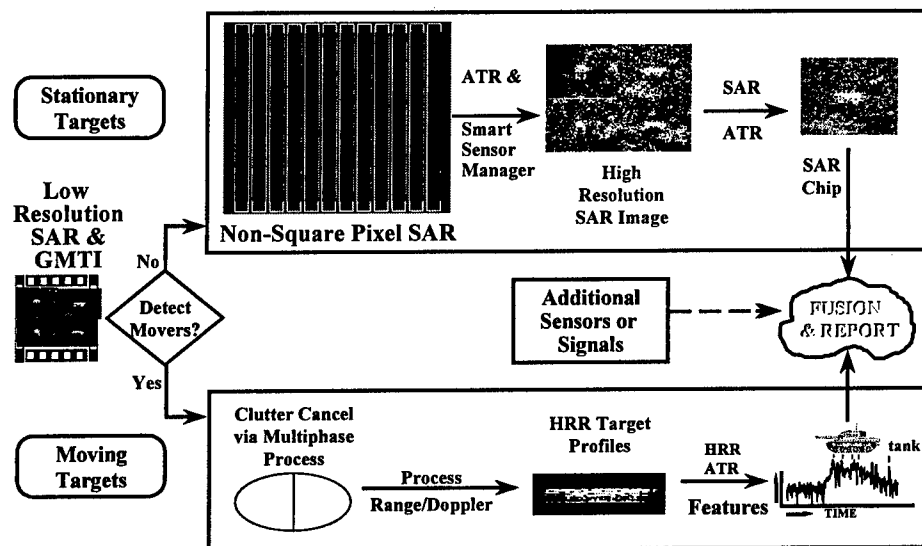 Stationary
Targets
Low
Resolution
SAR &
GMTI
No
Detect
Movers?
Yes
Moving
Targets
Non-Square Pixel SAR
ATR &
Smart
Sensor
Manager
High
Resolution
SAR Image
SAR
ATR
SAR
Chip
Additional
Sensors or
Signals
FUSION
& REPORT
Clutter Cancel
via Multiphase
Process
Process
Range/Doppler
HRR Target
Profiles
HRR
ATR
Features
tank
TIME